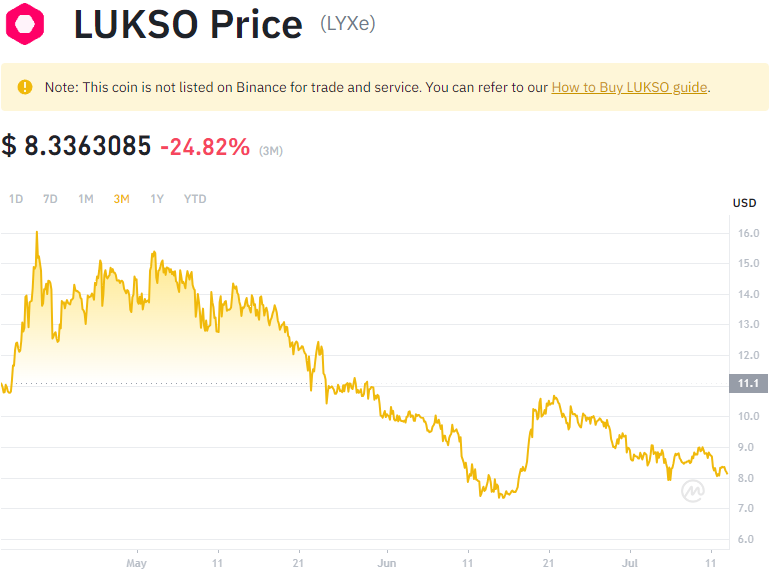 LUKSO Price (LYXe)
Note: This coin is not listed on Binance for trade and service. You can refer to our How to Buy LUKSO guide.
$ 8.3363085 -24.82% (3M)
1D 7D 1M 3M 1Y YTD
USD
16.0
15.0
14.0
13.0
12.0
11.1
10.0
9.0
8.0
7.0
6.0
May 11 21 Jun 11 21 Jul 11